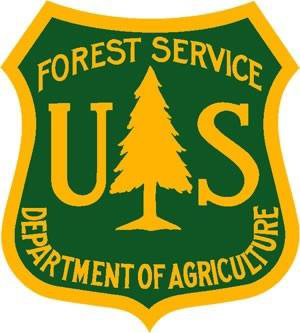 FOREST SERVICE
U S
DEPARTMENT OF AGRICULTURE